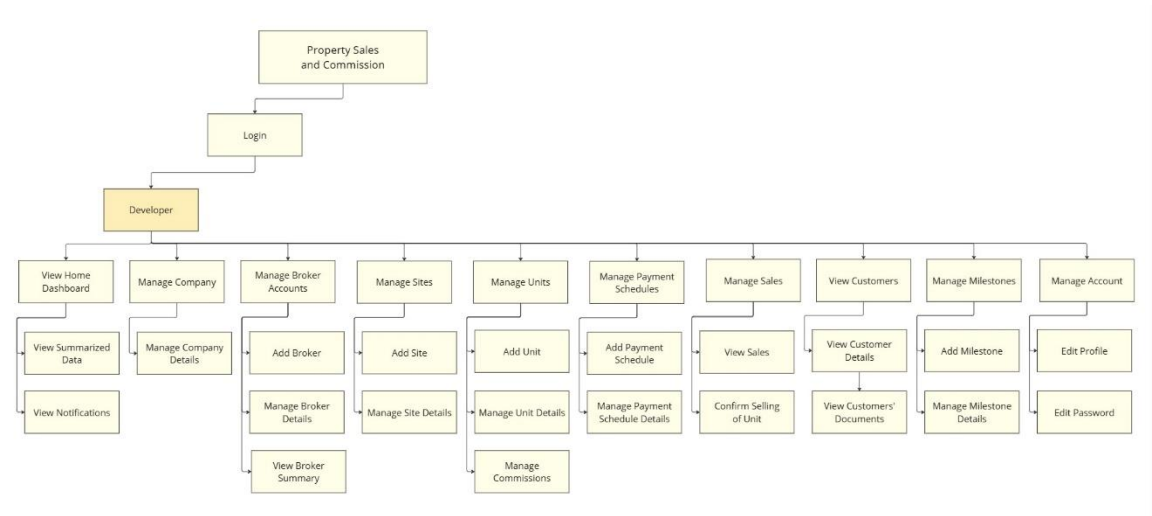 Property Sales
and Commission
Login
Developer
View Home
Dashboard
Manage Company
Manage Broker
Accounts
Manage Sites
Manage Units
Manage Payment
Schedules
Manage Sales
View Customers
Manage Milestones
Manage Account
View Summarized
Data
Manage Company
Details
Add Broker
Add Site
Add Unit
Add Payment
Schedule
View Sales
View Customer
Details
Add Milestone
Edit Profile
View Notifications
Manage Broker
Details
Manage Site Details
Manage Unit Details
Manage Payment
Schedule Details
Confirm Selling
of Unit
View Customers'
Documents
Manage Milestone
Details
Edit Password
View Broker
Summary
Manage
Commissions